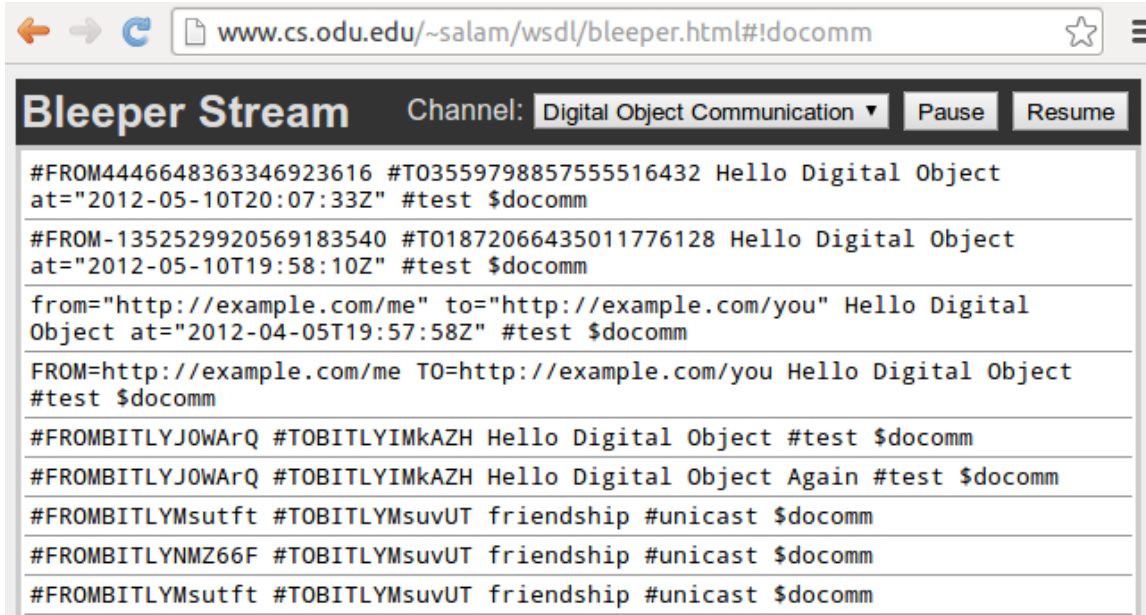 www.cs.odu.edu/~salam/wsdl/bleeper.html#!docomm
Bleeper Stream Channel: Digital Object Communication Pause Resume
#FROM4446648363346923616 #TO3559798857555516432 Hello Digital Object
at="2012-05-10T20:07:33Z" #test $docomm
#FROM-1352529920569183540 #TO1872066435011776128 Hello Digital Object
at="2012-05-10T19:58:10Z" #test $docomm
from="http://example.com/me" to="http://example.com/you" Hello Digital
Object at="2012-04-05T19:57:58Z" #test $docomm
FROM=http://example.com/me TO=http://example.com/you Hello Digital Object
#test $docomm
#FROMBITLYJ0WArQ #TOBITLYIMkAZH Hello Digital Object #test $docomm
#FROMBITLYJ0WArQ #TOBITLYIMkAZH Hello Digital Object Again #test $docomm
#FROMBITLYMsutft #TOBITLYMsuvUT friendship #unicast $docomm
#FROMBITLYNMZ66F #TOBITLYMsuvUT friendship #unicast $docomm
#FROMBITLYMsutft #TOBITLYMsuvUT friendship #unicast $docomm